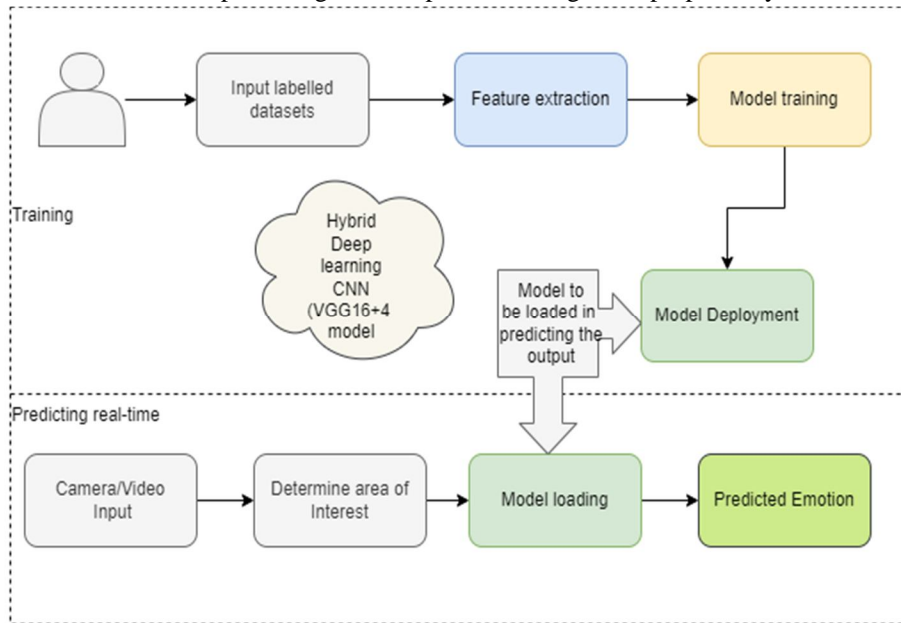 Input labelled
datasets
Feature extraction
Model training
Training
Hybrid
Deep
learning
CNN
(VGG16+4
model
Model to
be loaded in
predicting the
output
Model Deployment
Predicting real-time
Camera/Video
Input
Determine area of
Interest
Model loading
Predicted Emotion